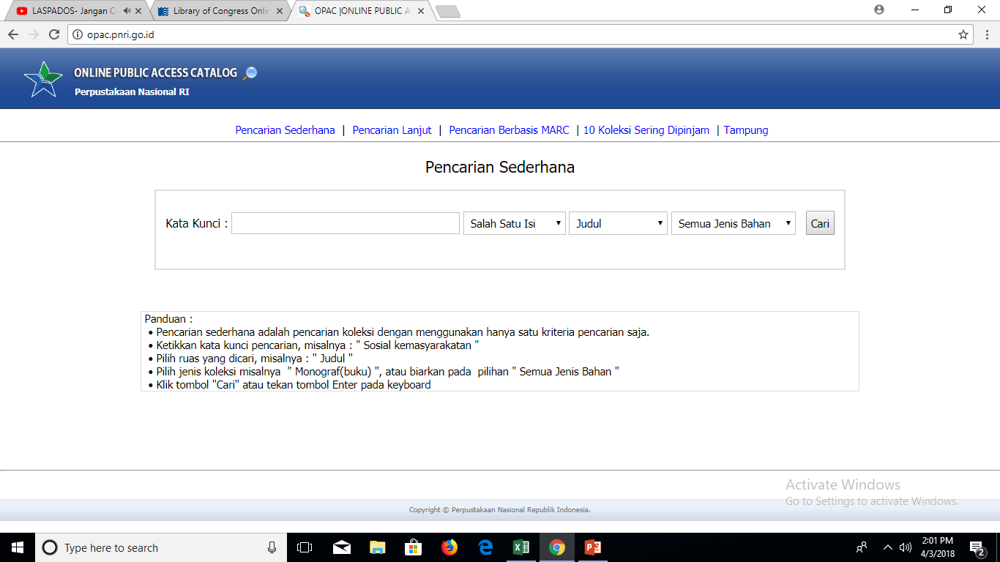 LASPADOS- Jangan C
Library of Congress Onli
OPAC |ONLINE PUBLIC A
opac.pnri.go.id
ONLINE PUBLIC ACCESS CATALOG
Perpustakaan Nasional RI
Pencarian Sederhana | Pencarian Lanjut | Pencarian Berbasis MARC | 10 Koleksi Sering Dipinjam | Tampung
Pencarian Sederhana
Kata Kunci : Salah Satu Isi Judul Semua Jenis Bahan Cari
Panduan :
• Pencarian sederhana adalah pencarian koleksi dengan menggunakan hanya satu kriteria pencarian saja.
• Ketikkan kata kunci pencarian, misalnya : " Sosial kemasyarakatan "
• Pilih ruas yang dicari, misalnya : " Judul "
• Pilih jenis koleksi misalnya " Monograf(buku) ", atau biarkan pada pilihan " Semua Jenis Bahan "
• Klik tombol "Cari" atau tekan tombol Enter pada keyboard
Activate Windows
Go to Settings to activate Windows.
Copyright © Perpustakaan Nasional Republik Indonesia.
Type here to search
2:01 PM
4/3/2018
2